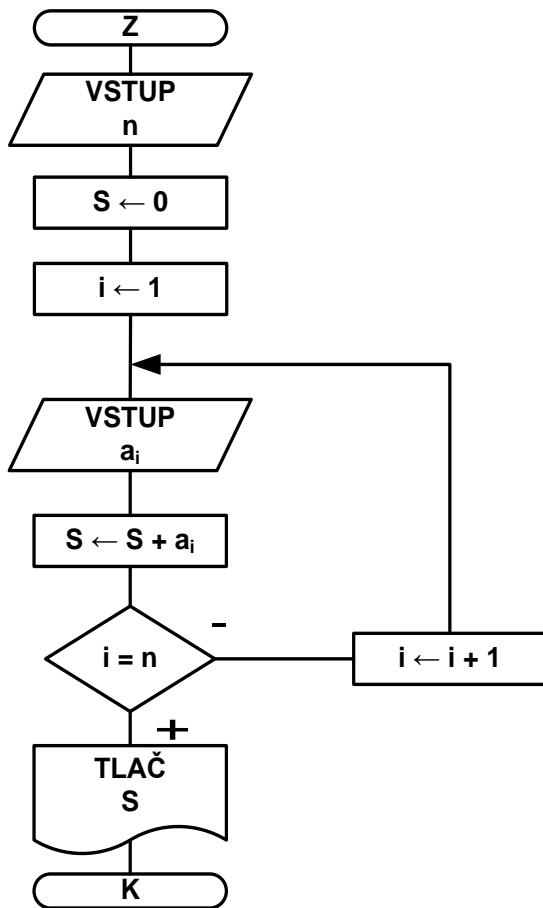 Z
VSTUP
n
S ← 0
i ← 1
VSTUP
aᵢ
S ← S + aᵢ
-
i = n
i ← i + 1
+
TLAČ
S
K